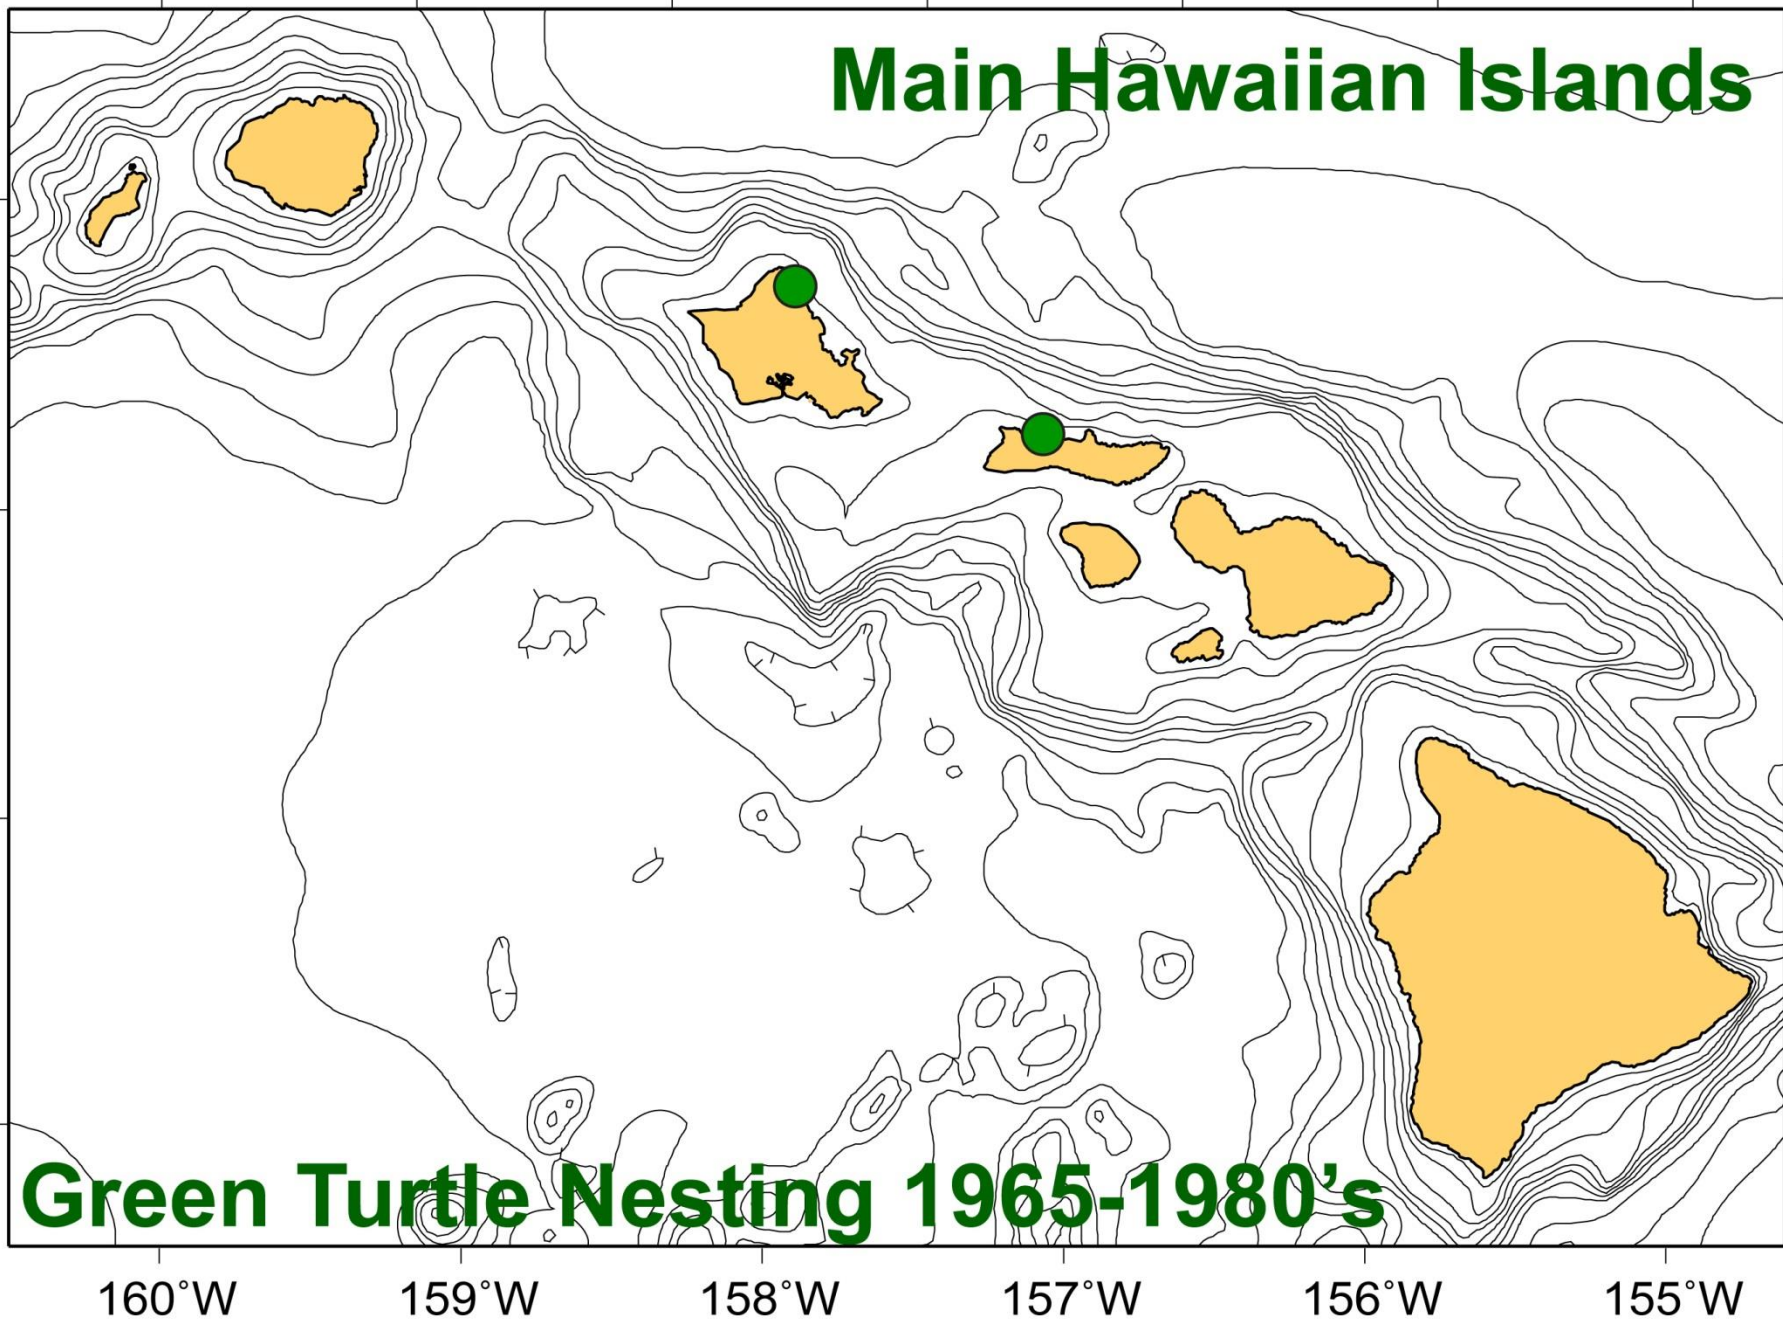 Main Hawaiian Islands
Green Turtle Nesting 1965-1980’s
160˚W 159˚W 158˚W 157˚W 156˚W 155˚W